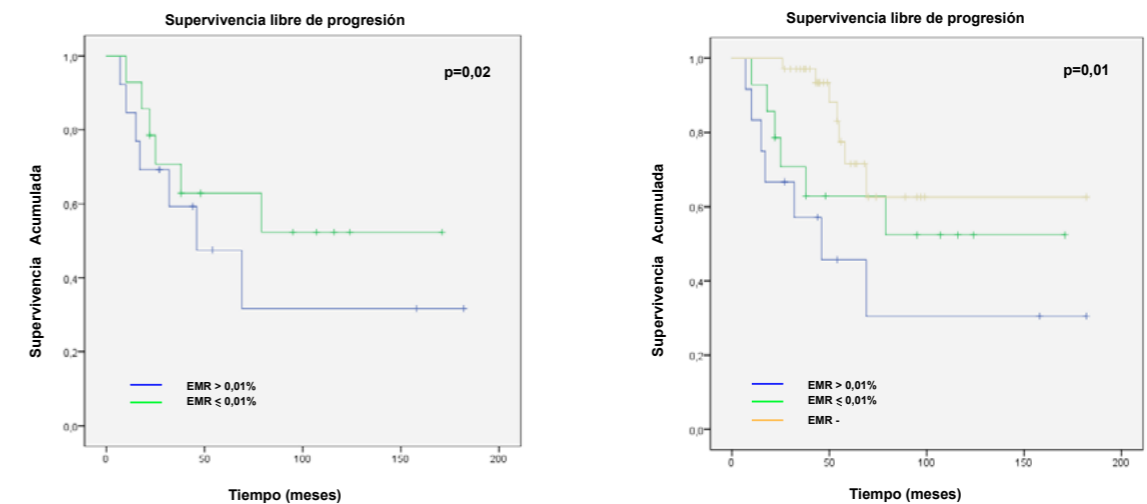 Supervivencia libre de progresión
p=0,02
1,0
0,8
0,6
0,4
0,2
0,0
Supervivencia Acumulada
EMR > 0,01%
EMR ≤ 0,01%
0
50
100
150
200
Tiempo (meses)
Supervivencia libre de progresión
p=0,01
1,0
0,8
0,6
0,4
0,2
0,0
Supervivencia Acumulada
EMR > 0,01%
EMR ≤ 0,01%
EMR -
0
50
100
150
200
Tiempo (meses)